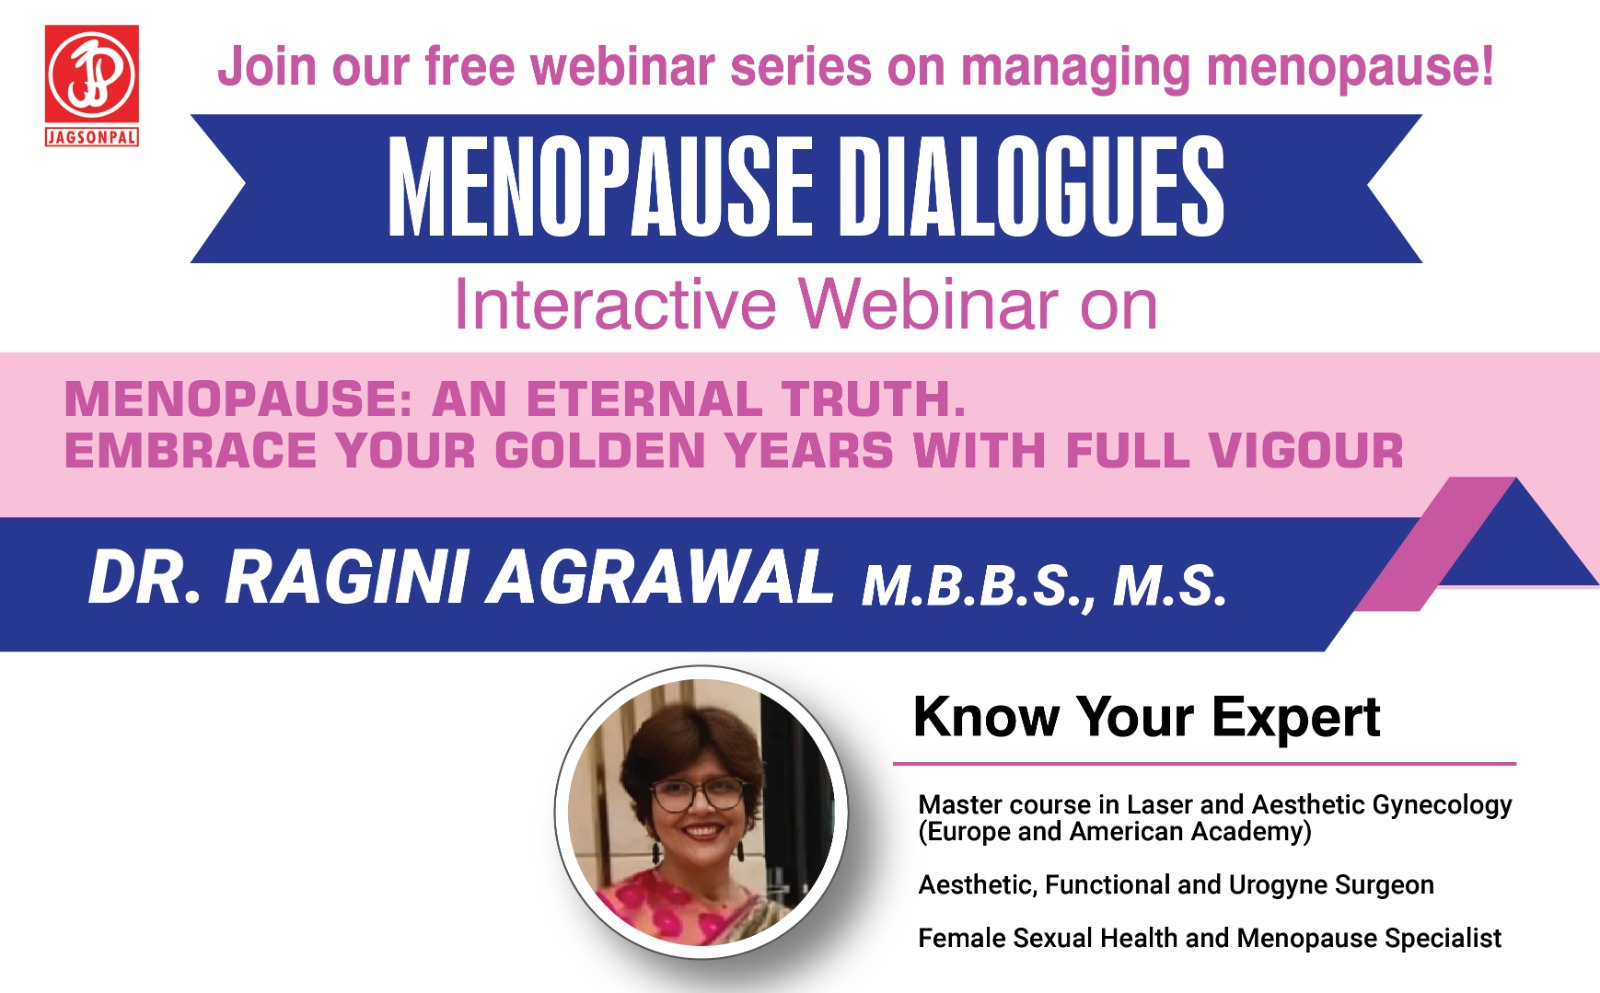 JAGSONPAL
Join our free webinar series on managing menopause!
MENOPAUSE DIALOGUES
Interactive Webinar on
MENOPAUSE: AN ETERNAL TRUTH.
EMBRACE YOUR GOLDEN YEARS WITH FULL VIGOUR
DR. RAGINI AGRAWAL M.B.B.S., M.S.
Know Your Expert
Master course in Laser and Aesthetic Gynecology
(Europe and American Academy)
Aesthetic, Functional and Urogyne Surgeon
Female Sexual Health and Menopause Specialist